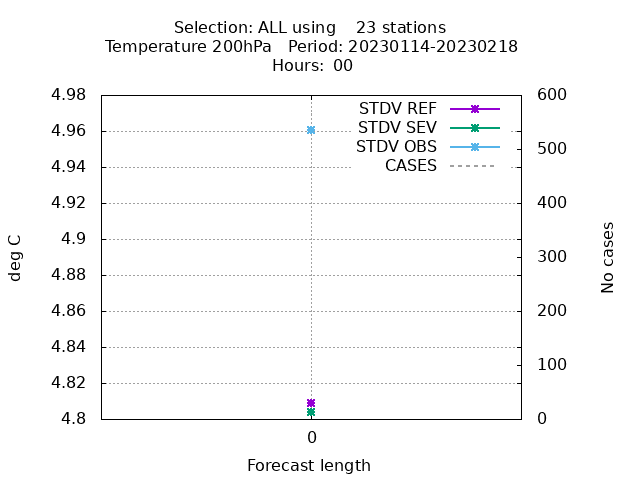 Selection: ALL using    23 stations
Temperature 200hPa   Period: 20230114-20230218
Hours:  00
STDV REF
STDV SEV
STDV OBS
CASES
4.98
4.96
4.94
4.92
4.9
4.88
4.86
4.84
4.82
4.8
600
500
400
300
200
100
0
deg C
No cases
0
Forecast length